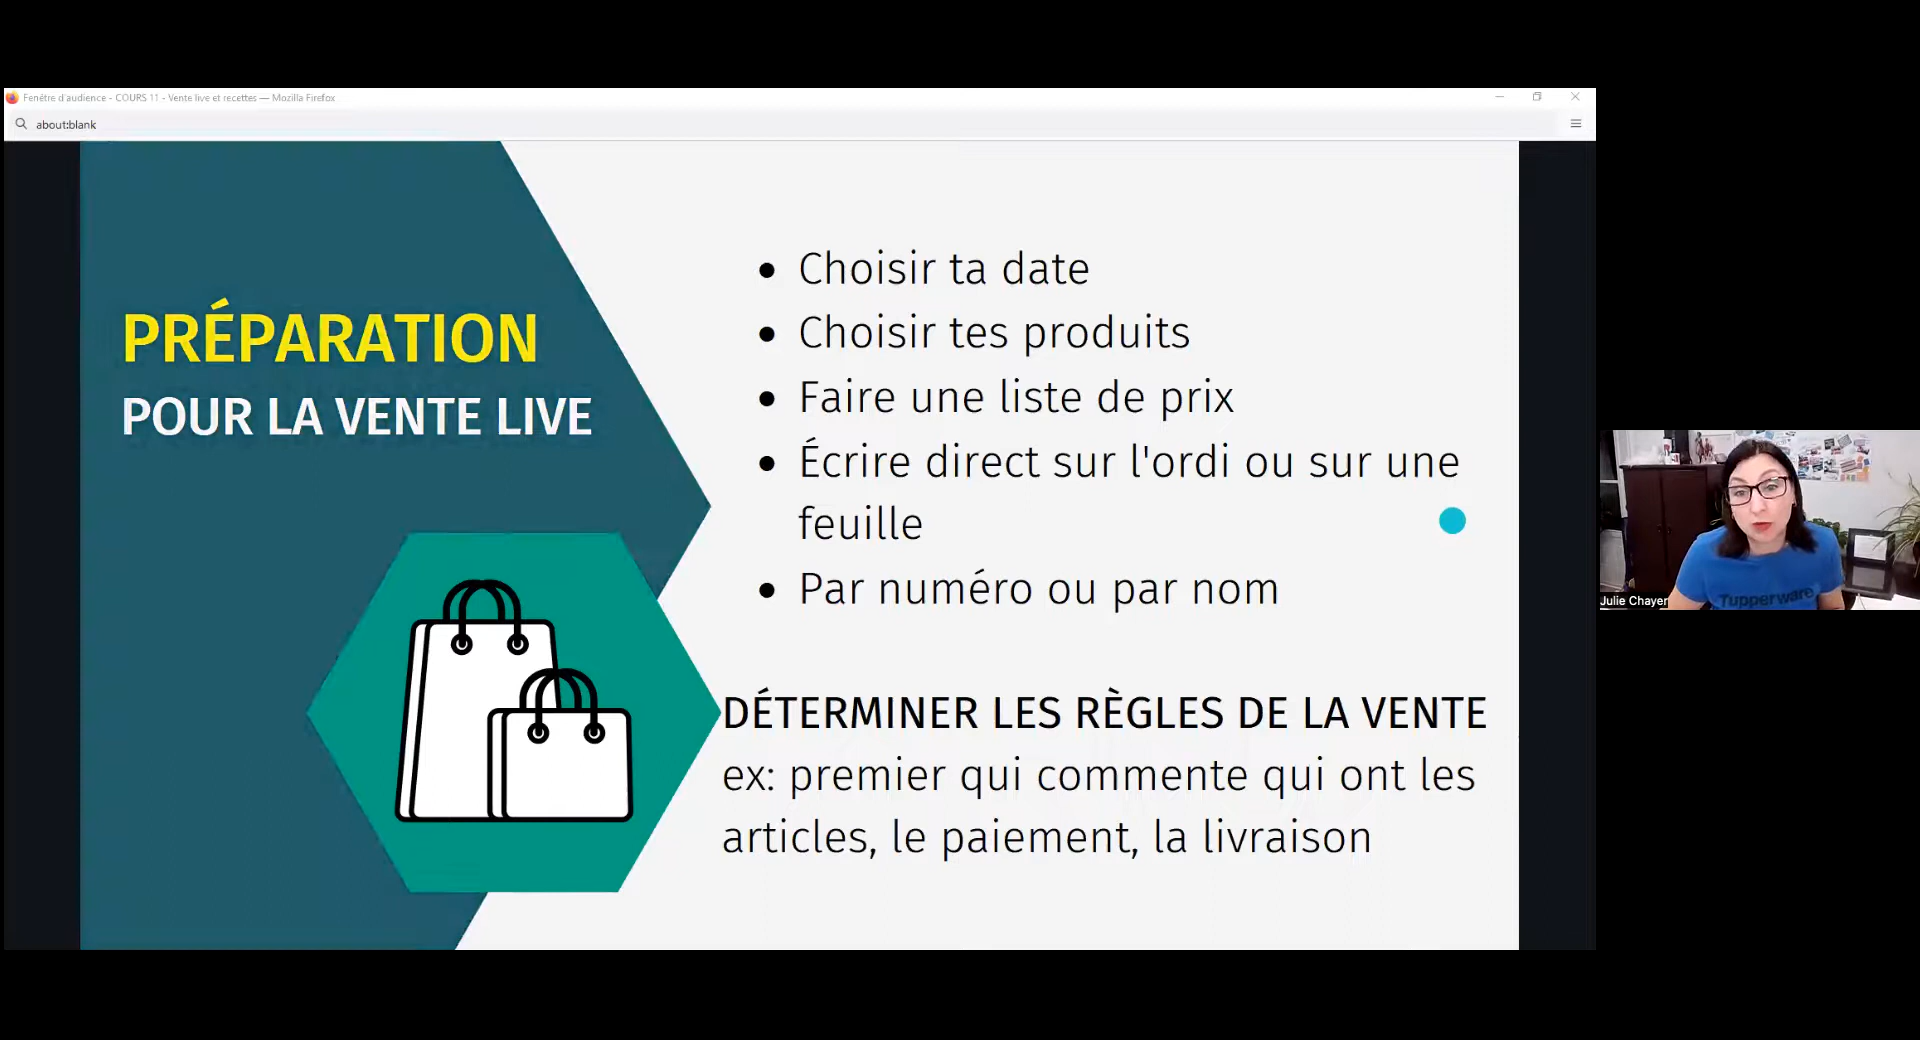 Fenêtre d'audience - COURS 11 - Vente live et recettes — Mozilla Firefox
about:blank
PRÉPARATION
POUR LA VENTE LIVE
Choisir ta date
Choisir tes produits
Faire une liste de prix
Écrire direct sur l'ordi ou sur une
feuille
Par numéro ou par nom
DÉTERMINER LES RÈGLES DE LA VENTE
ex: premier qui commente qui ont les
articles, le paiement, la livraison
Julie Chayer
Tupperware